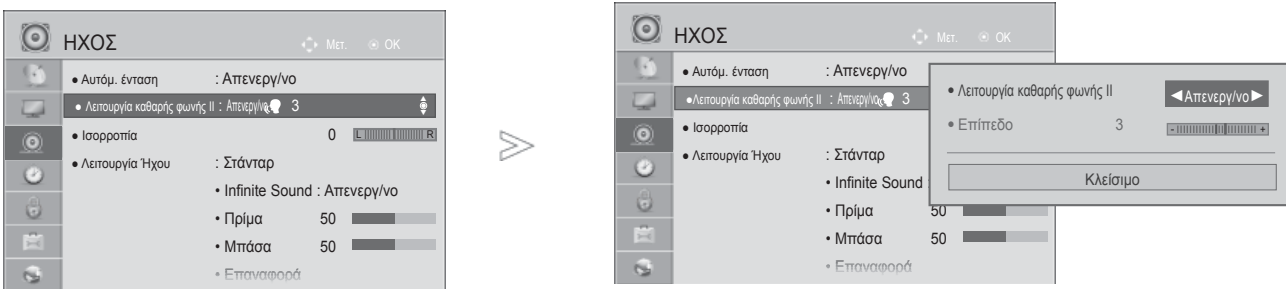 ΗΧΟΣ Μετ. OK
● Αυτόμ. ένταση : Απενεργ/νο
● Λειτουργία καθαρής φωνής II : Απενεργ/νο 3
● Ισορροπία 0 L R
● Λειτουργία Ήχου : Στάνταρ
• Infinite Sound : Απενεργ/νο
• Πρίμα 50
• Μπάσα 50
• Επαναφορά
ΗΧΟΣ Μετ. OK
● Αυτόμ. ένταση : Απενεργ/νο
●Λειτουργία καθαρής φωνής II : Απενεργ/νο 3
● Ισορροπία
● Λειτουργία Ήχου : Στάνταρ
• Infinite Sound :
• Πρίμα 50
• Μπάσα 50
• Επαναφορά
● Λειτουργία καθαρής φωνής II ◀Απενεργ/νο▶
● Επίπεδο 3 - +
Κλείσιμο